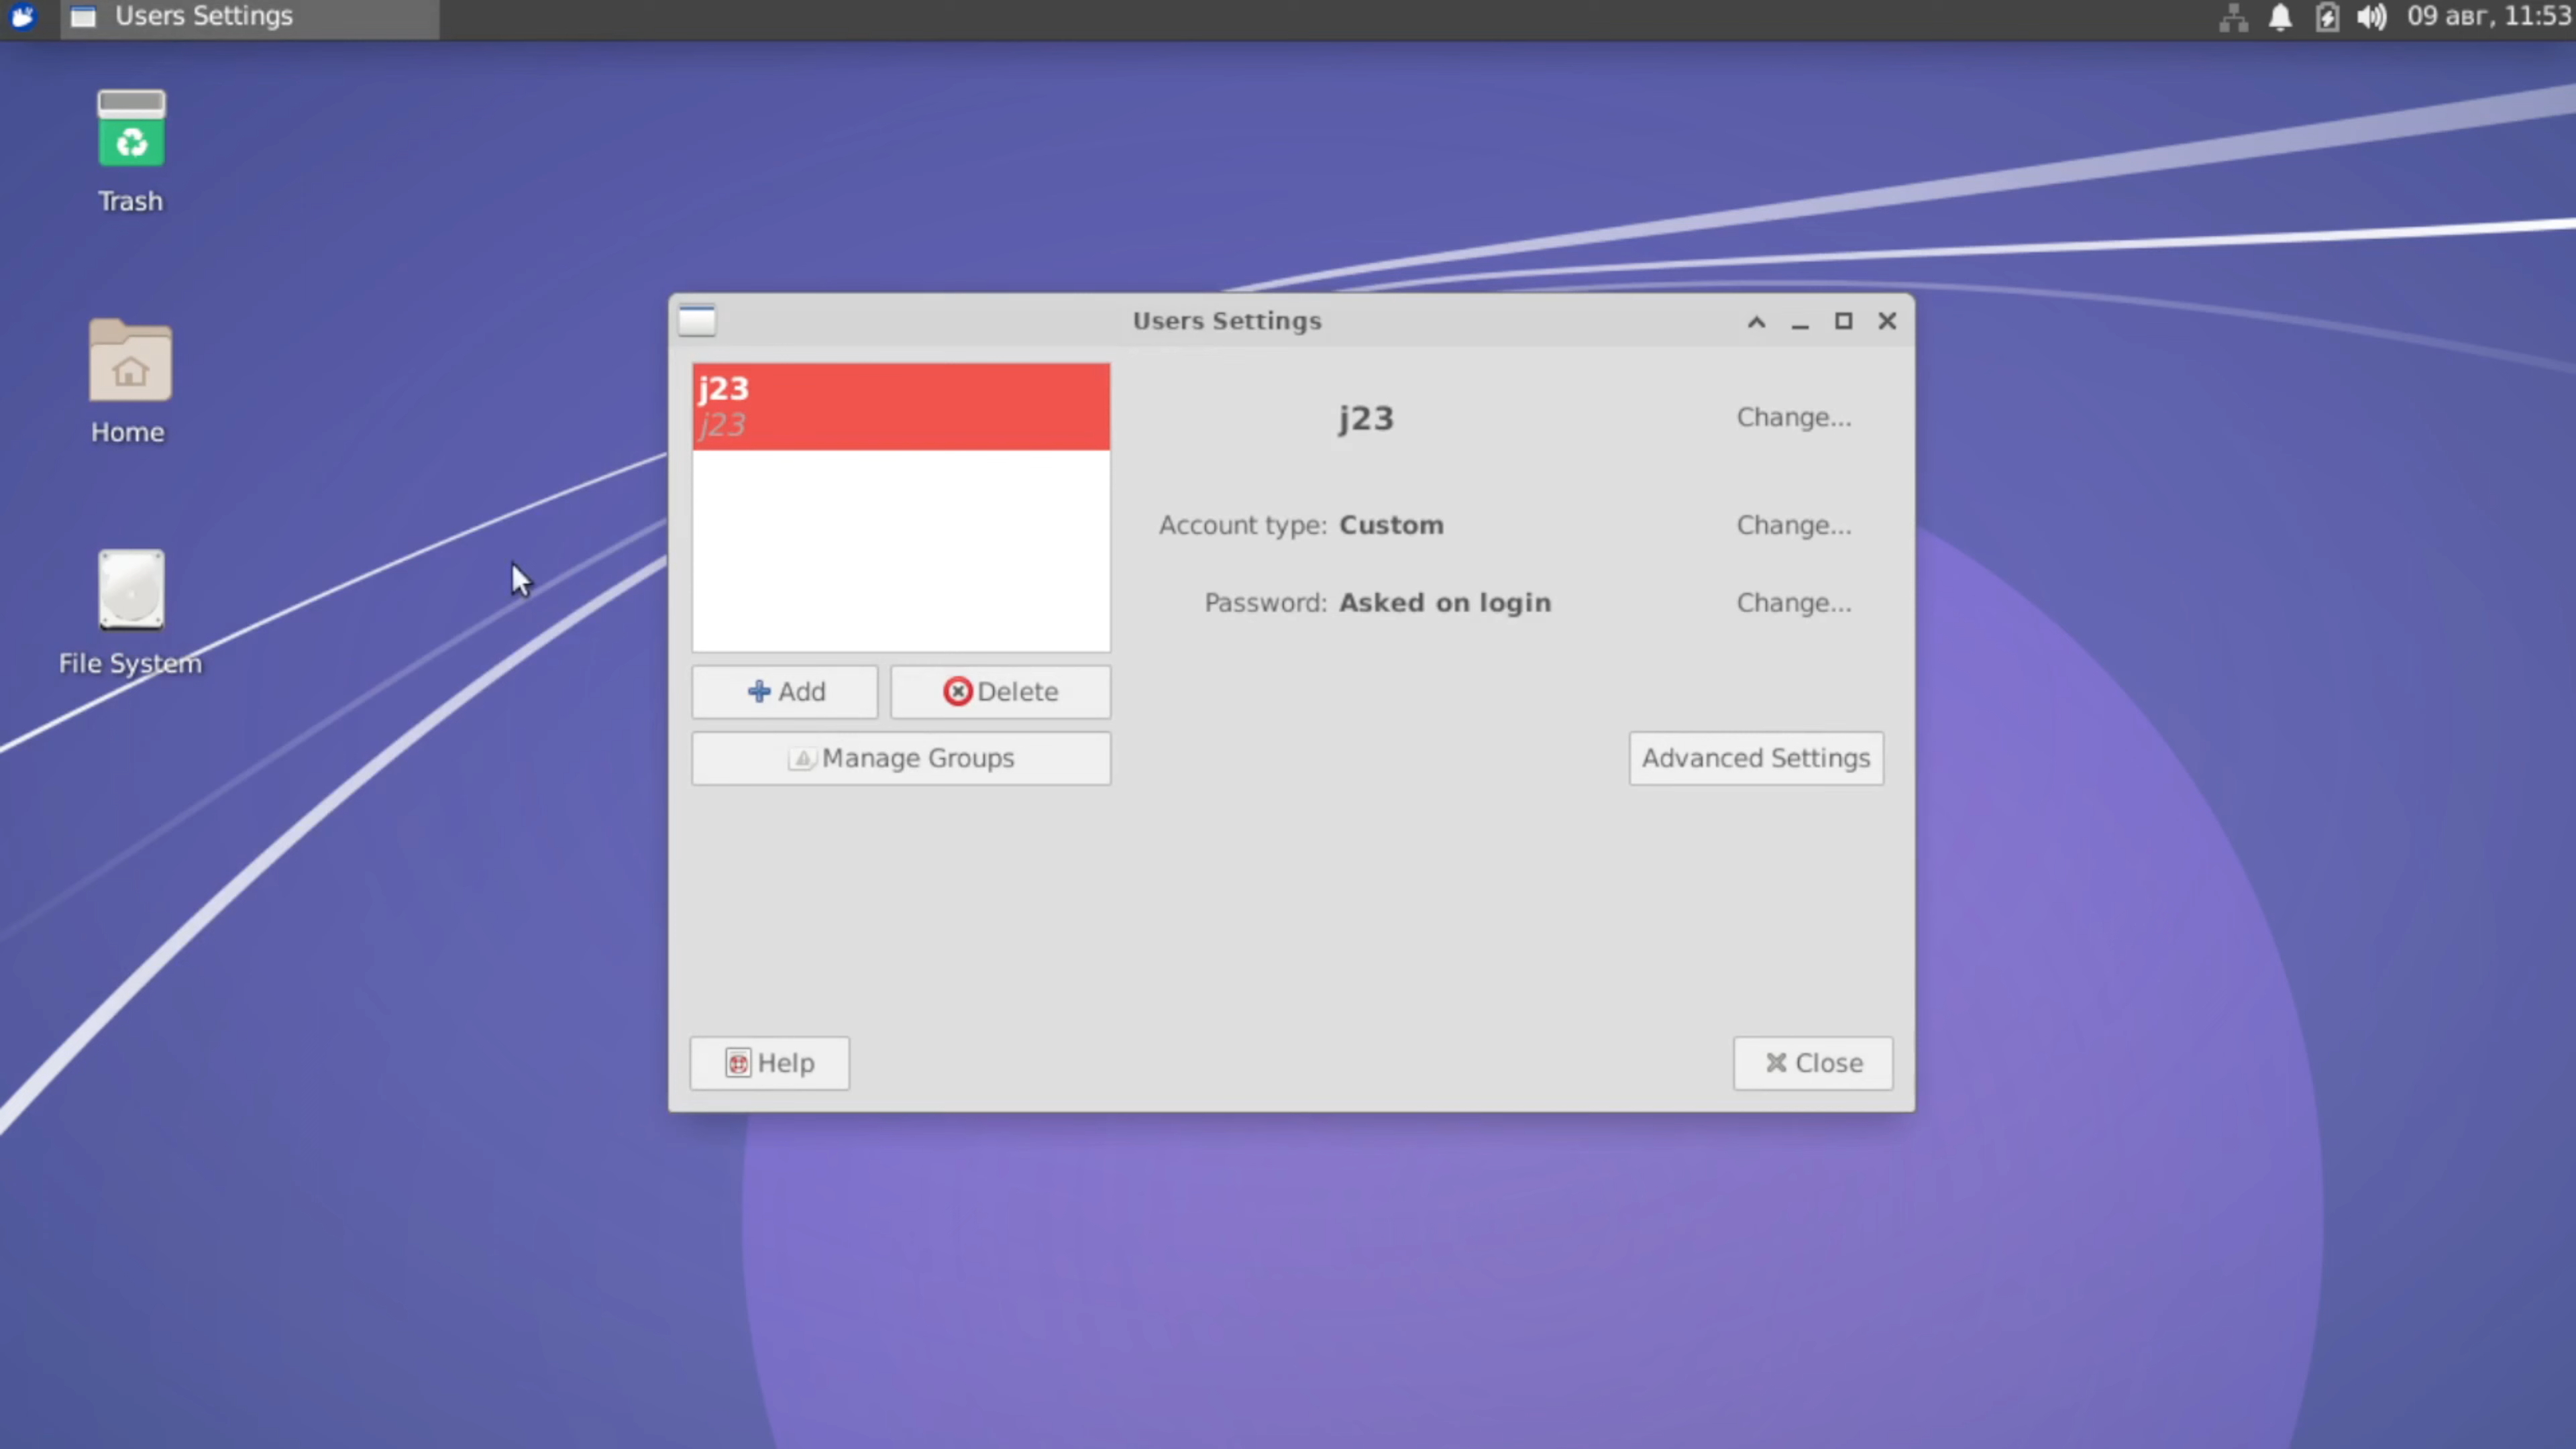 Users Settings
09 авг, 11:53
Trash
Home
File System
Users Settings
j23
j23
j23
Change...
Account type: Custom
Change...
Password: Asked on login
Change...
Add
Delete
Manage Groups
Advanced Settings
Help
Close